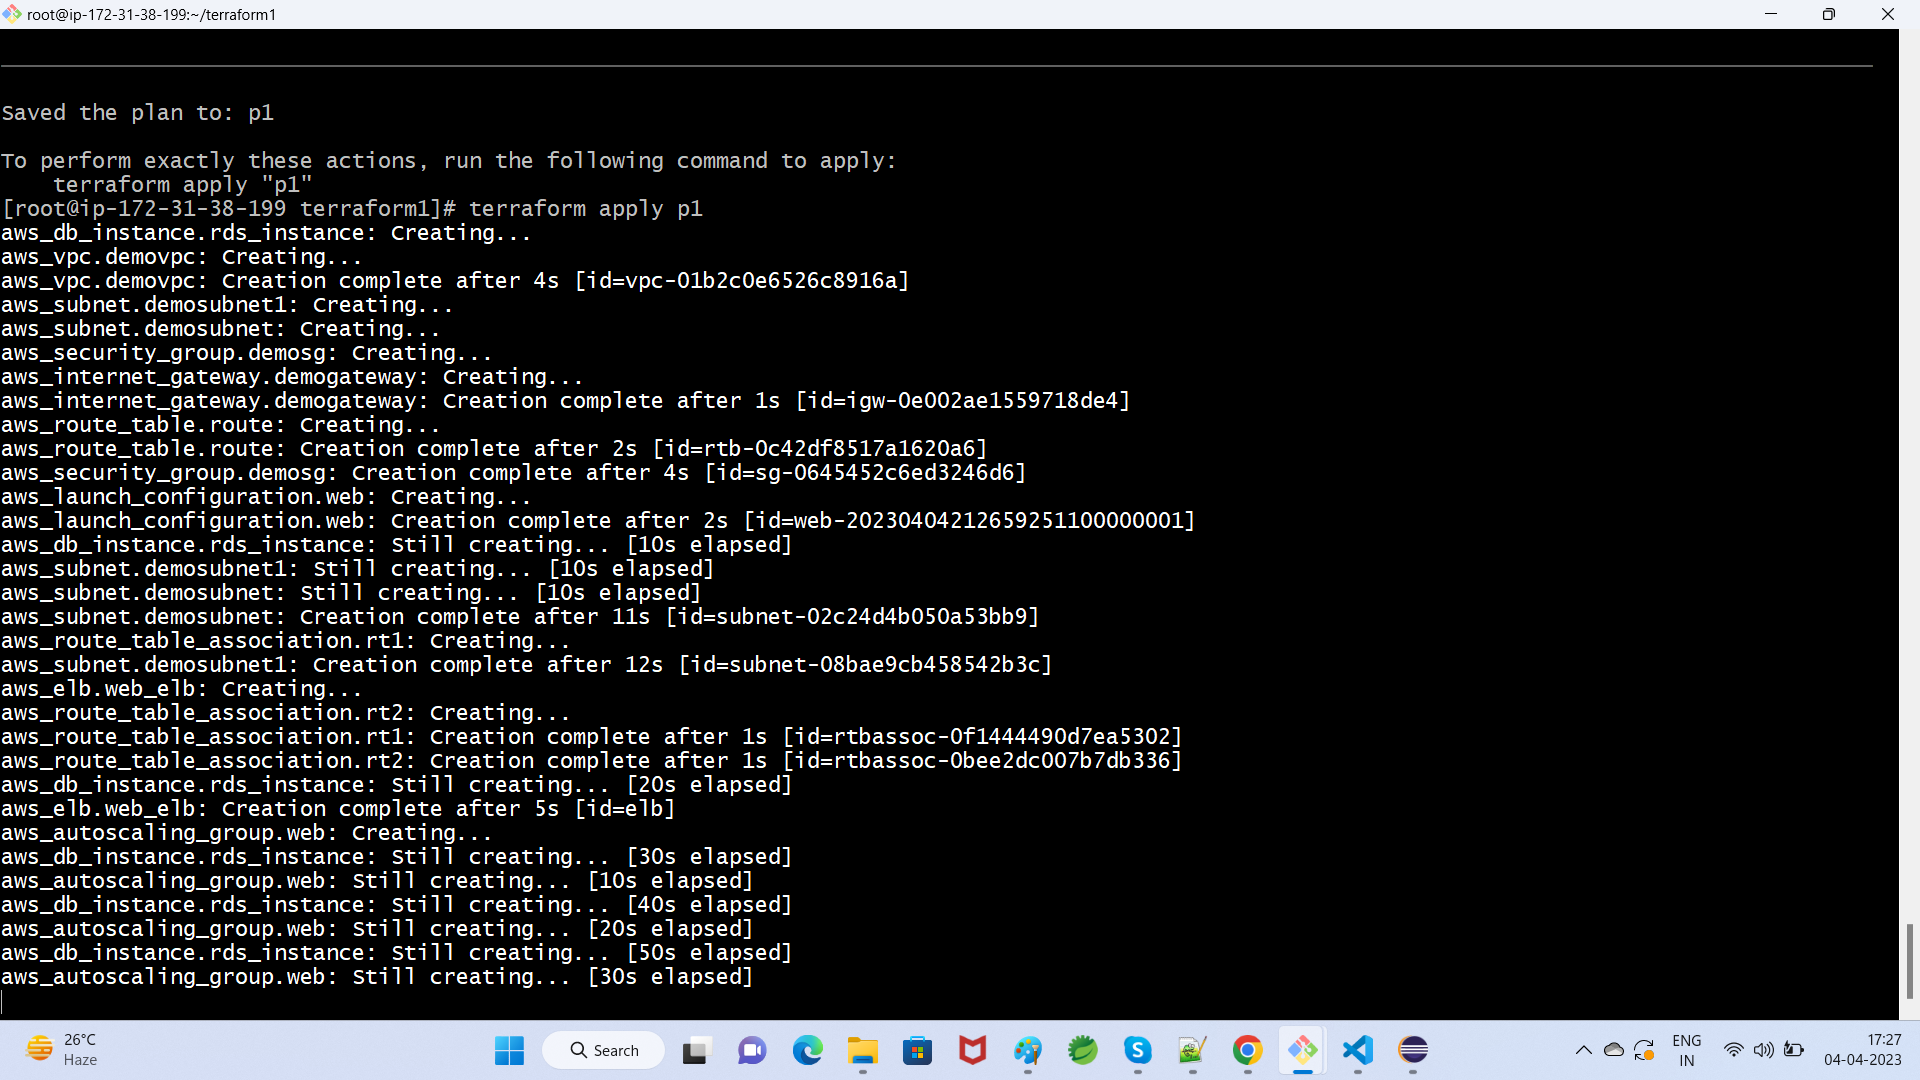 root@ip-172-31-38-199:~/terraform1
Saved the plan to: p1
To perform exactly these actions, run the following command to apply:
    terraform apply "p1"
[root@ip-172-31-38-199 terraform1]# terraform apply p1
aws_db_instance.rds_instance: Creating...
aws_vpc.demovpc: Creating...
aws_vpc.demovpc: Creation complete after 4s [id=vpc-01b2c0e6526c8916a]
aws_subnet.demosubnet1: Creating...
aws_subnet.demosubnet: Creating...
aws_security_group.demosg: Creating...
aws_internet_gateway.demogateway: Creating...
aws_internet_gateway.demogateway: Creation complete after 1s [id=igw-0e002ae1559718de4]
aws_route_table.route: Creating...
aws_route_table.route: Creation complete after 2s [id=rtb-0c42df8517a1620a6]
aws_security_group.demosg: Creation complete after 4s [id=sg-0645452c6ed3246d6]
aws_launch_configuration.web: Creating...
aws_launch_configuration.web: Creation complete after 2s [id=web-20230404212659251100000001]
aws_db_instance.rds_instance: Still creating... [10s elapsed]
aws_subnet.demosubnet1: Still creating... [10s elapsed]
aws_subnet.demosubnet: Still creating... [10s elapsed]
aws_subnet.demosubnet: Creation complete after 11s [id=subnet-02c24d4b050a53bb9]
aws_route_table_association.rt1: Creating...
aws_subnet.demosubnet1: Creation complete after 12s [id=subnet-08bae9cb458542b3c]
aws_elb.web_elb: Creating...
aws_route_table_association.rt2: Creating...
aws_route_table_association.rt1: Creation complete after 1s [id=rtbassoc-0f1444490d7ea5302]
aws_route_table_association.rt2: Creation complete after 1s [id=rtbassoc-0bee2dc007b7db336]
aws_db_instance.rds_instance: Still creating... [20s elapsed]
aws_elb.web_elb: Creation complete after 5s [id=elb]
aws_autoscaling_group.web: Creating...
aws_db_instance.rds_instance: Still creating... [30s elapsed]
aws_autoscaling_group.web: Still creating... [10s elapsed]
aws_db_instance.rds_instance: Still creating... [40s elapsed]
aws_autoscaling_group.web: Still creating... [20s elapsed]
aws_db_instance.rds_instance: Still creating... [50s elapsed]
aws_autoscaling_group.web: Still creating... [30s elapsed]
26°C
Haze
Search
ENG
IN
17:27
04-04-2023